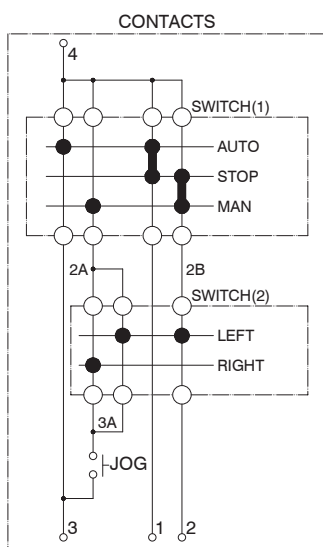 CONTACTS
4
SWITCH(1)
AUTO
STOP
MAN
2A
2B
SWITCH(2)
LEFT
RIGHT
3A
JOG
3 1 2